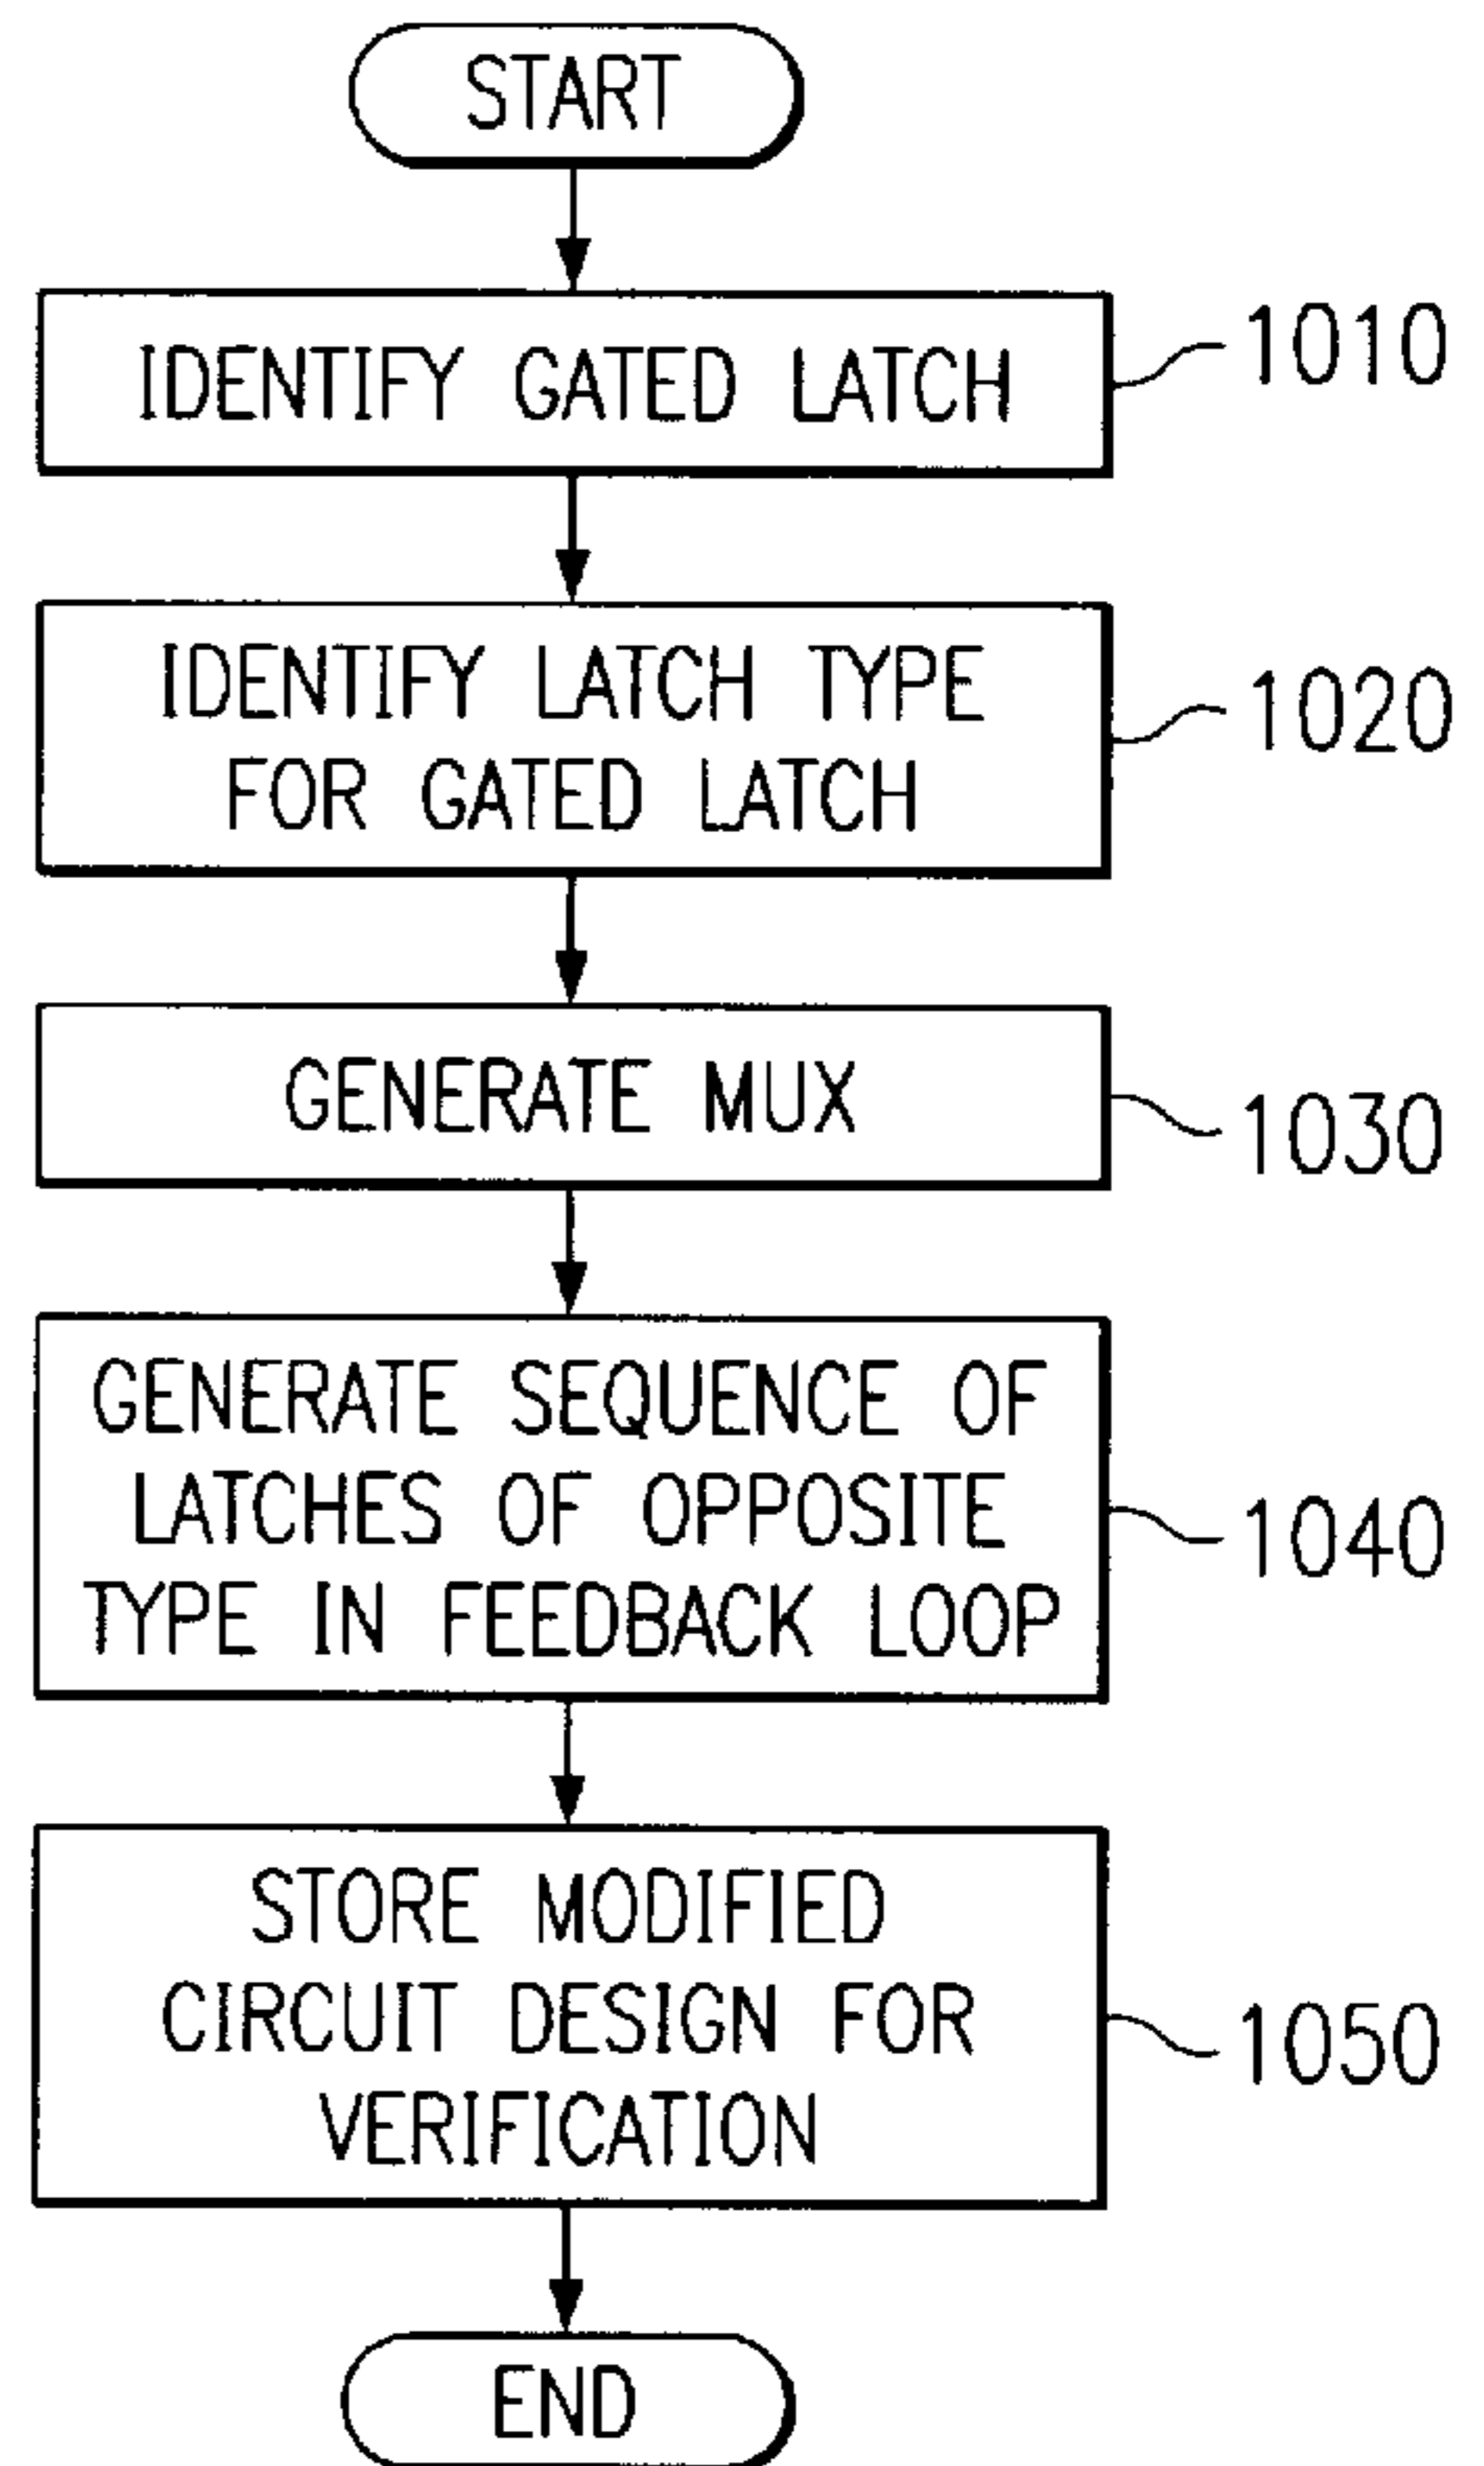 START
IDENTIFY GATED LATCH
1010
IDENTIFY LATCH TYPE
FOR GATED LATCH
1020
GENERATE MUX
1030
GENERATE SEQUENCE OF
LATCHES OF OPPOSITE
TYPE IN FEEDBACK LOOP
1040
STORE MODIFIED
CIRCUIT DESIGN FOR
VERIFICATION
1050
END